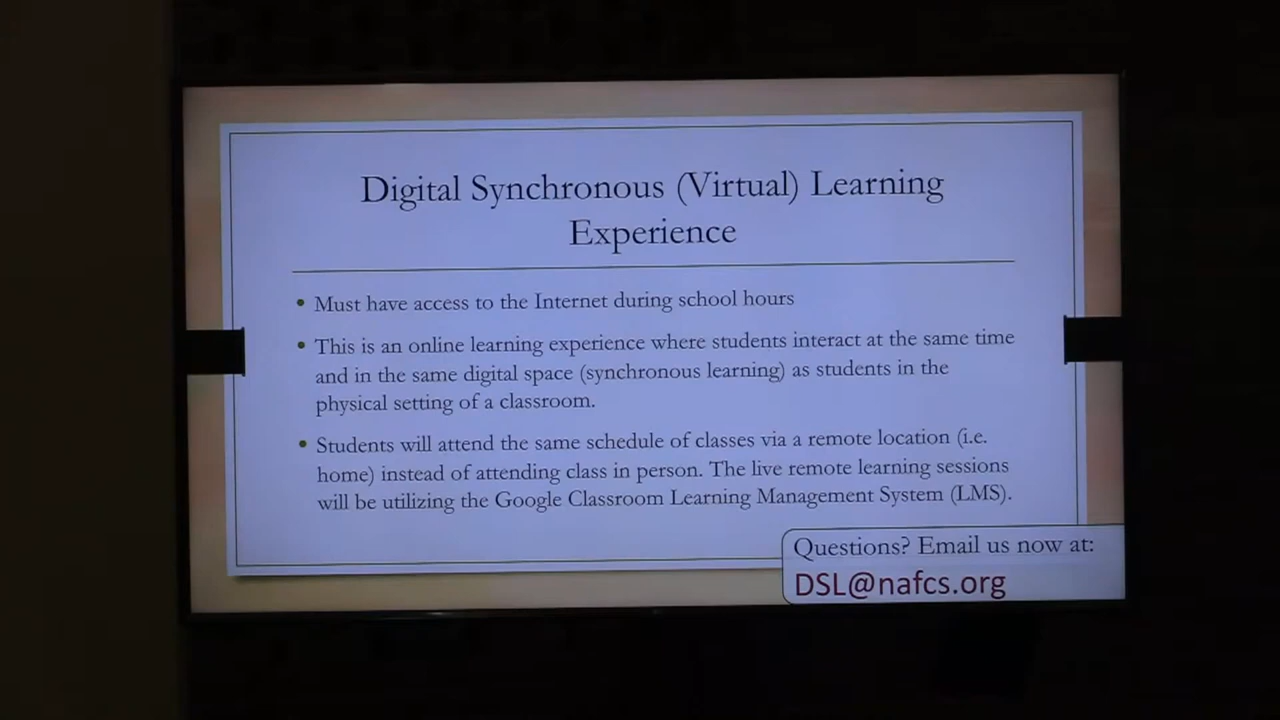 Digital Synchronous (Virtual) Learning
Experience
• Must have access to the Internet during school hours
• This is an online learning experience where students interact at the same time
and in the same digital space (synchronous learning) as students in the
physical setting of a classroom.
• Students will attend the same schedule of classes via a remote location (i.e.
home) instead of attending class in person. The live remote learning sessions
will be utilizing the Google Classroom Learning Management System (LMS).
Questions? Email us now at:
DSL@nafcs.org